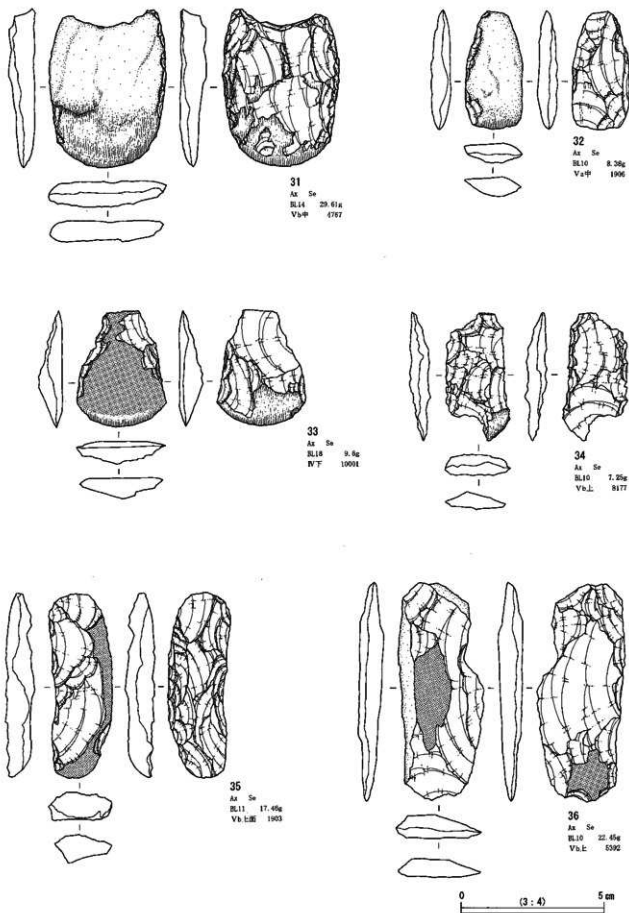 31
Ax Se
BL14 29.61g
Vb中 4767
32
Ax Se
BL10 8.38g
Va中 1906
33
Ax Se
BL18 9.6g
Ⅳ下 10001
34
Ax Se
BL10 7.25g
Vb上 8177
35
Ax Se
BL11 17.46g
Vb上面 1903
36
Ax Se
BL10 22.45g
Vb上 5392
0 (3:4) 5cm